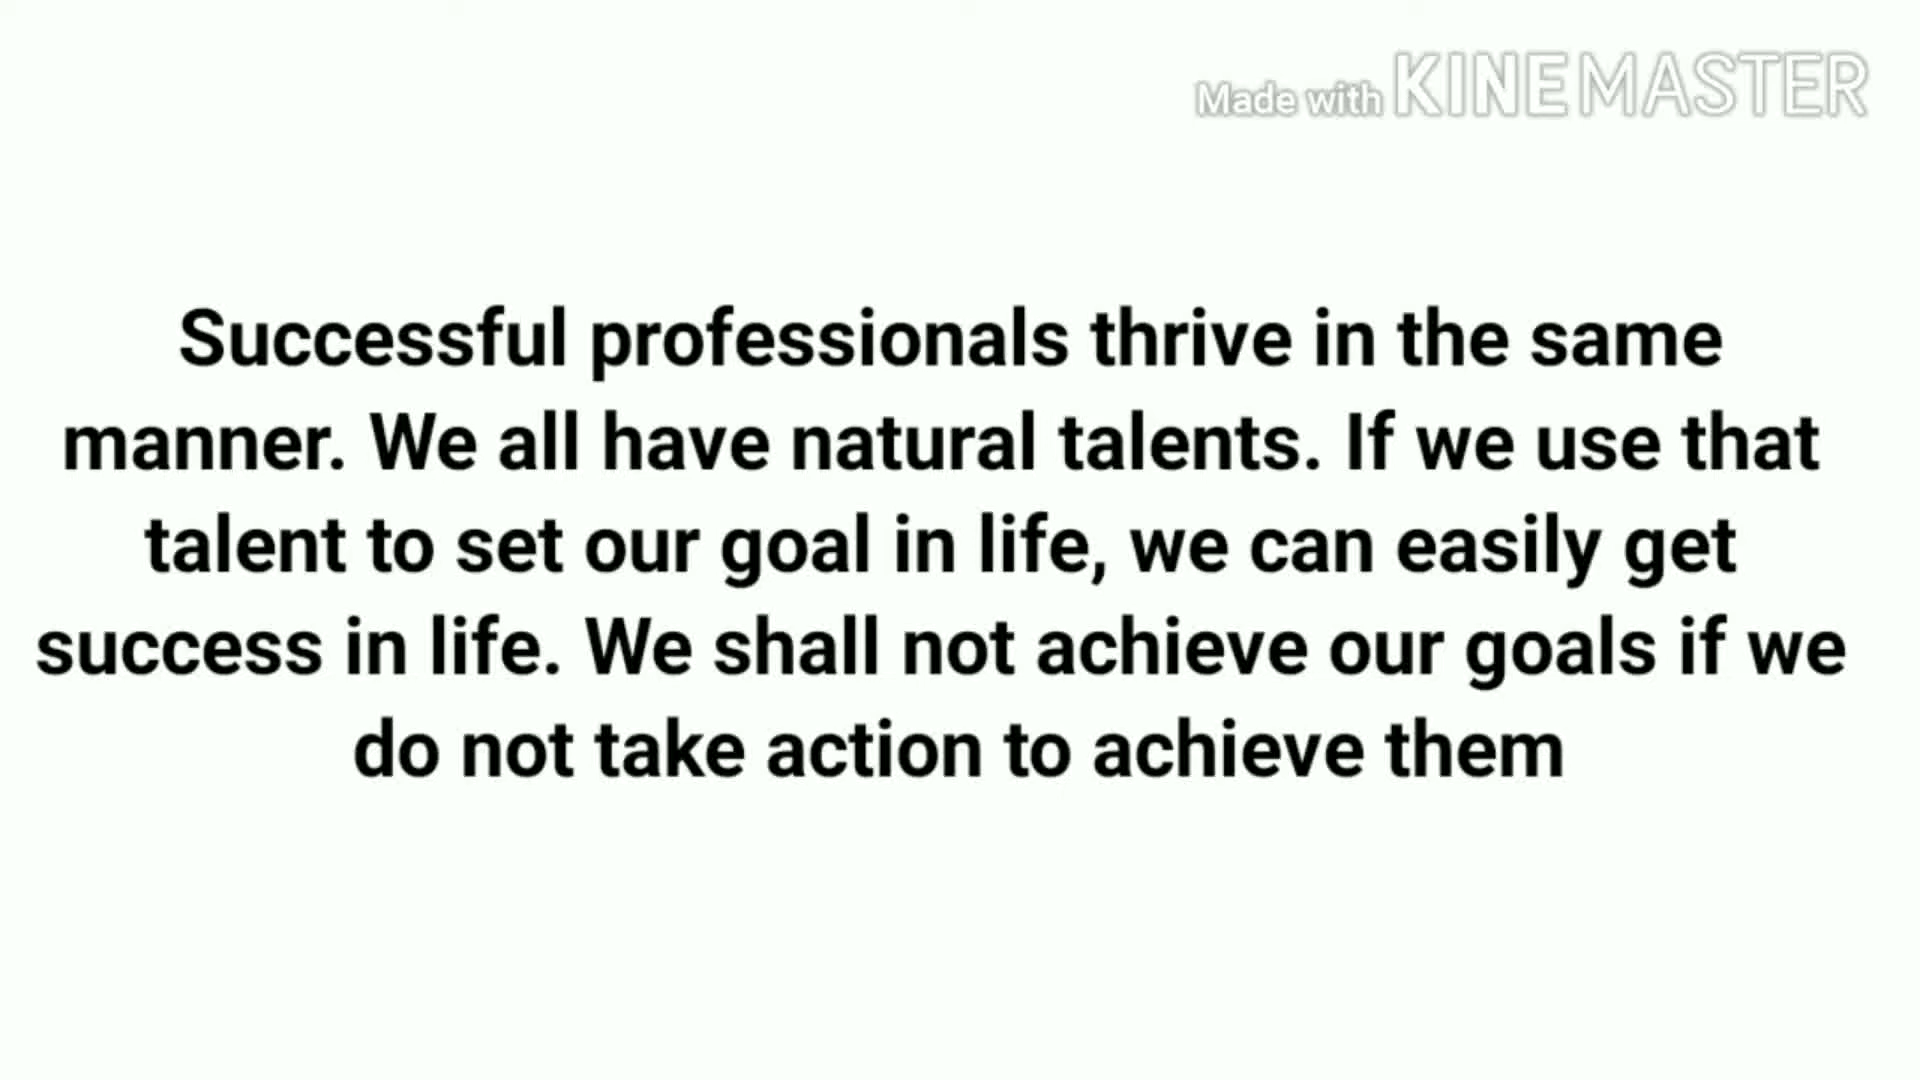 Made with KINEMASTER
Successful professionals thrive in the same
manner. We all have natural talents. If we use that
talent to set our goal in life, we can easily get
success in life. We shall not achieve our goals if we
do not take action to achieve them